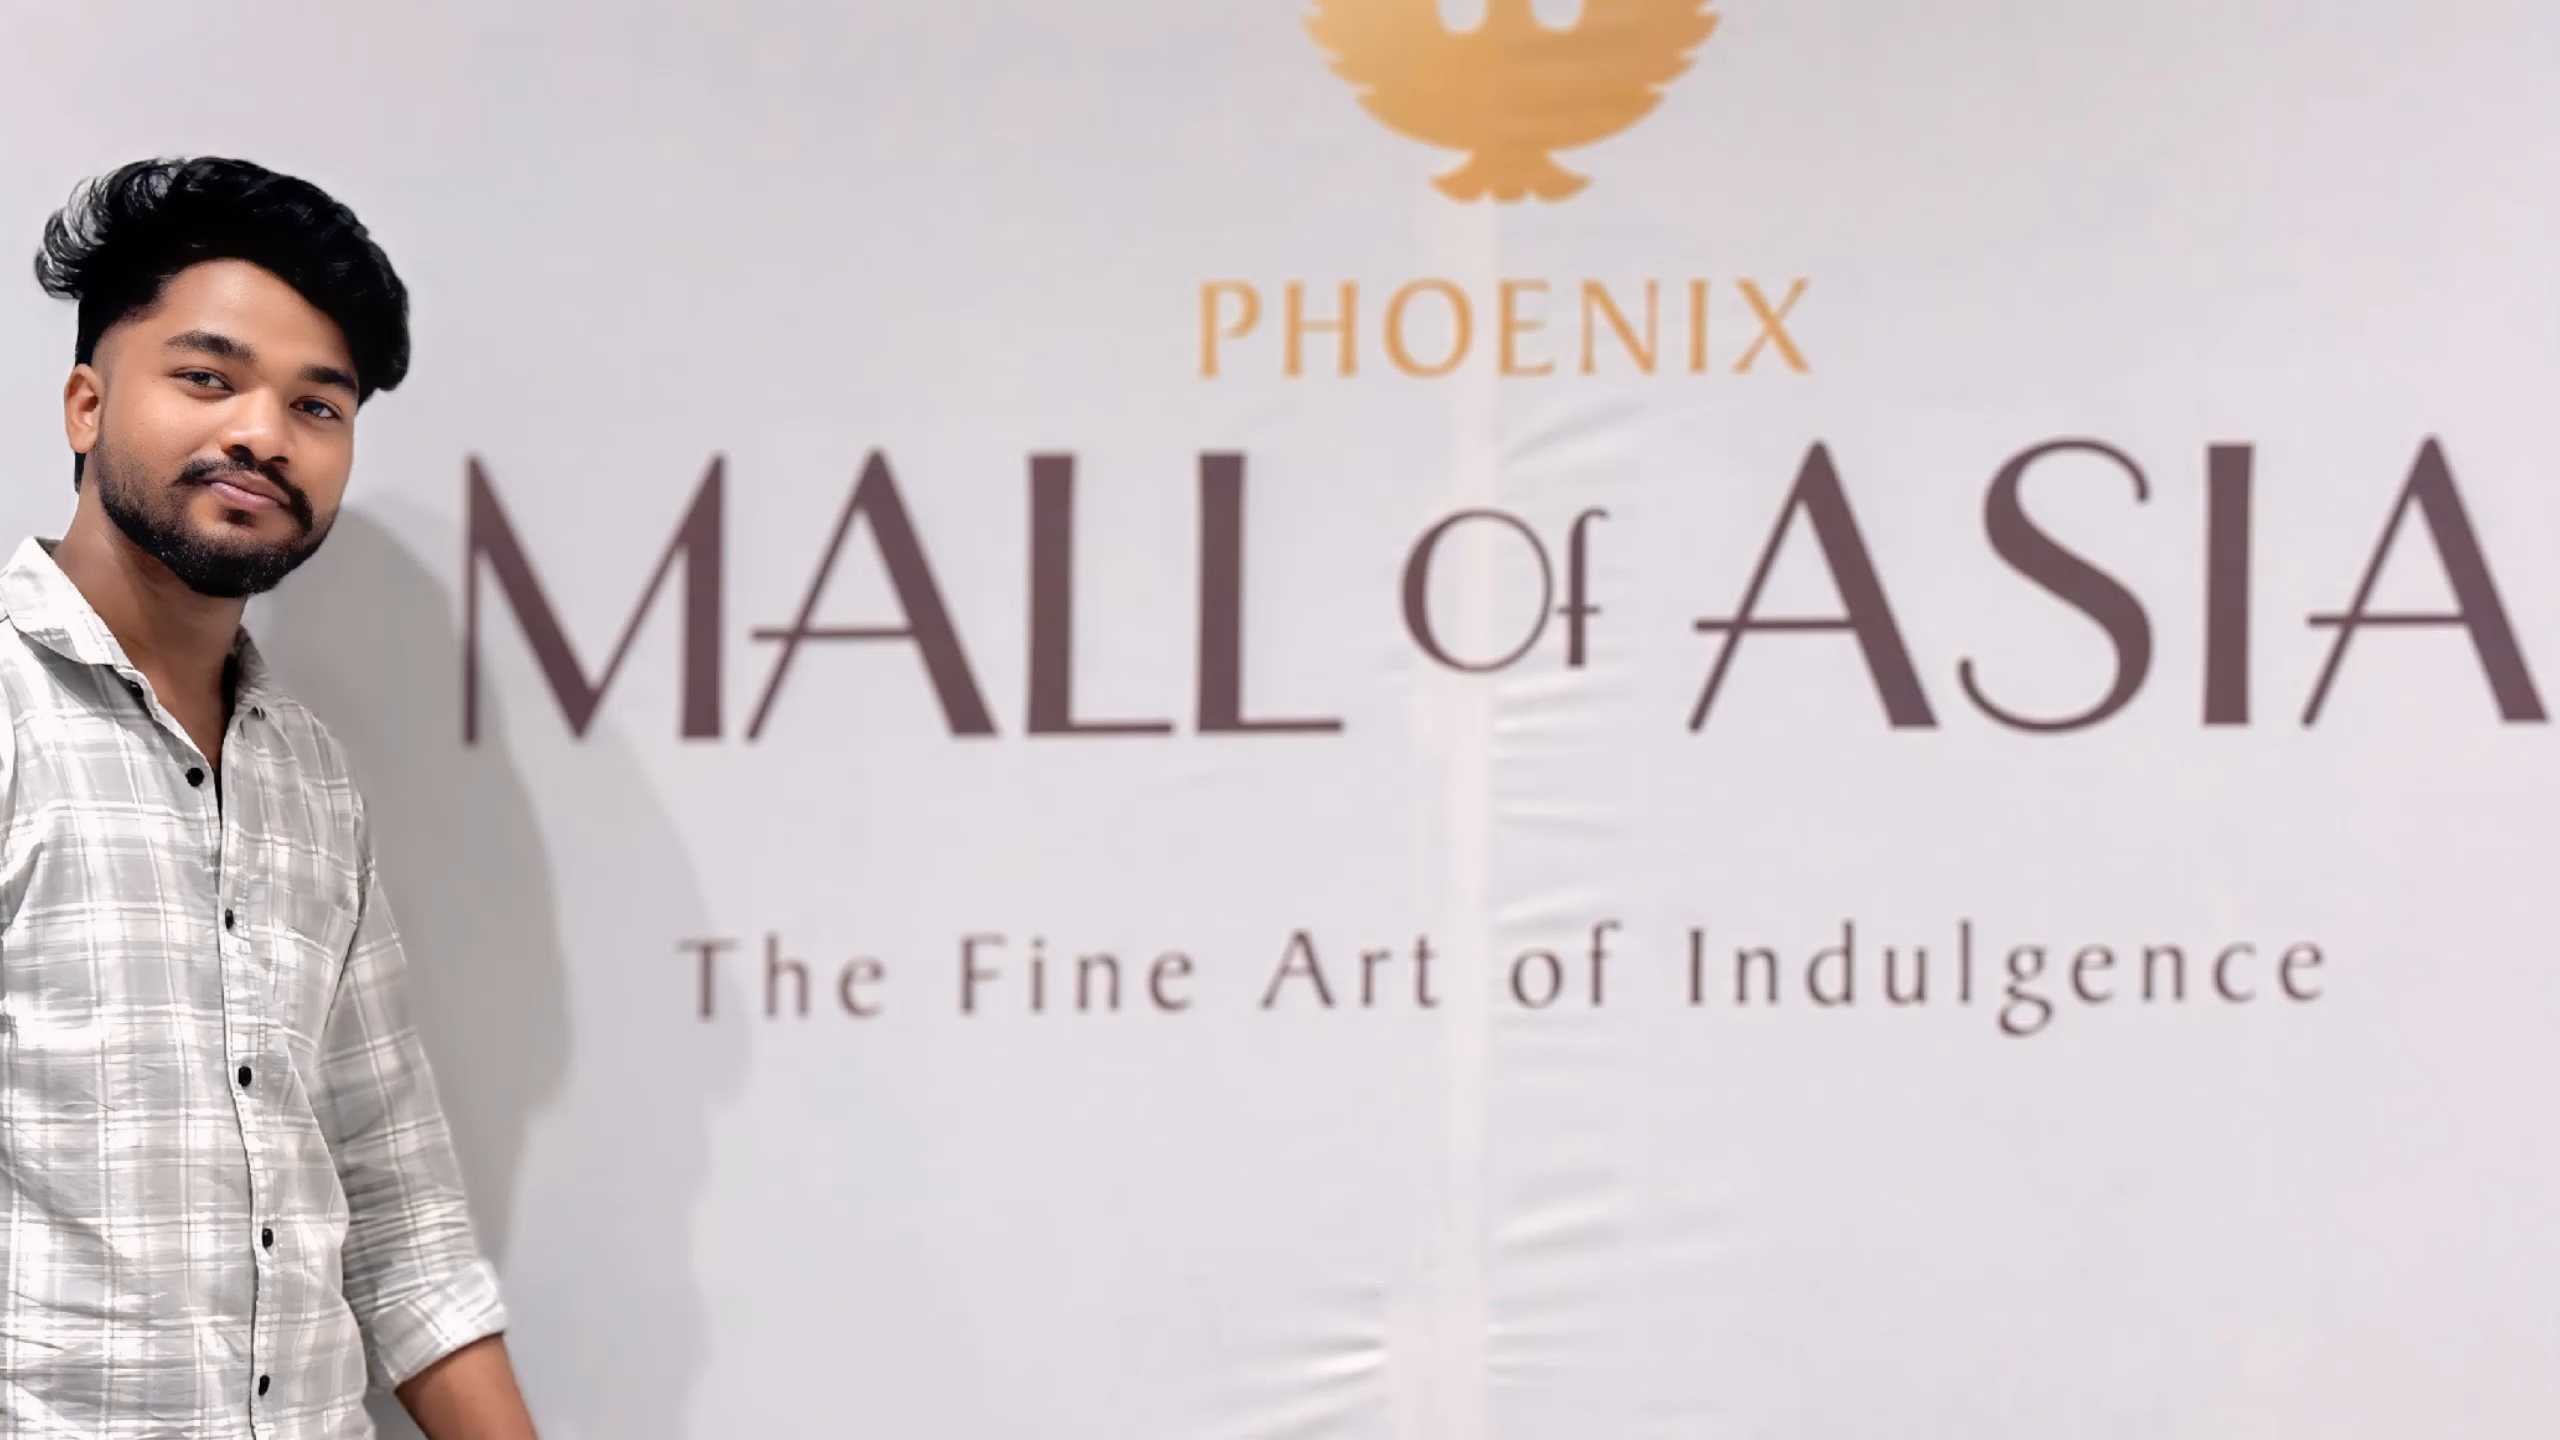 PHOENIX
MALL Of ASIA
The Fine Art of Indulgence